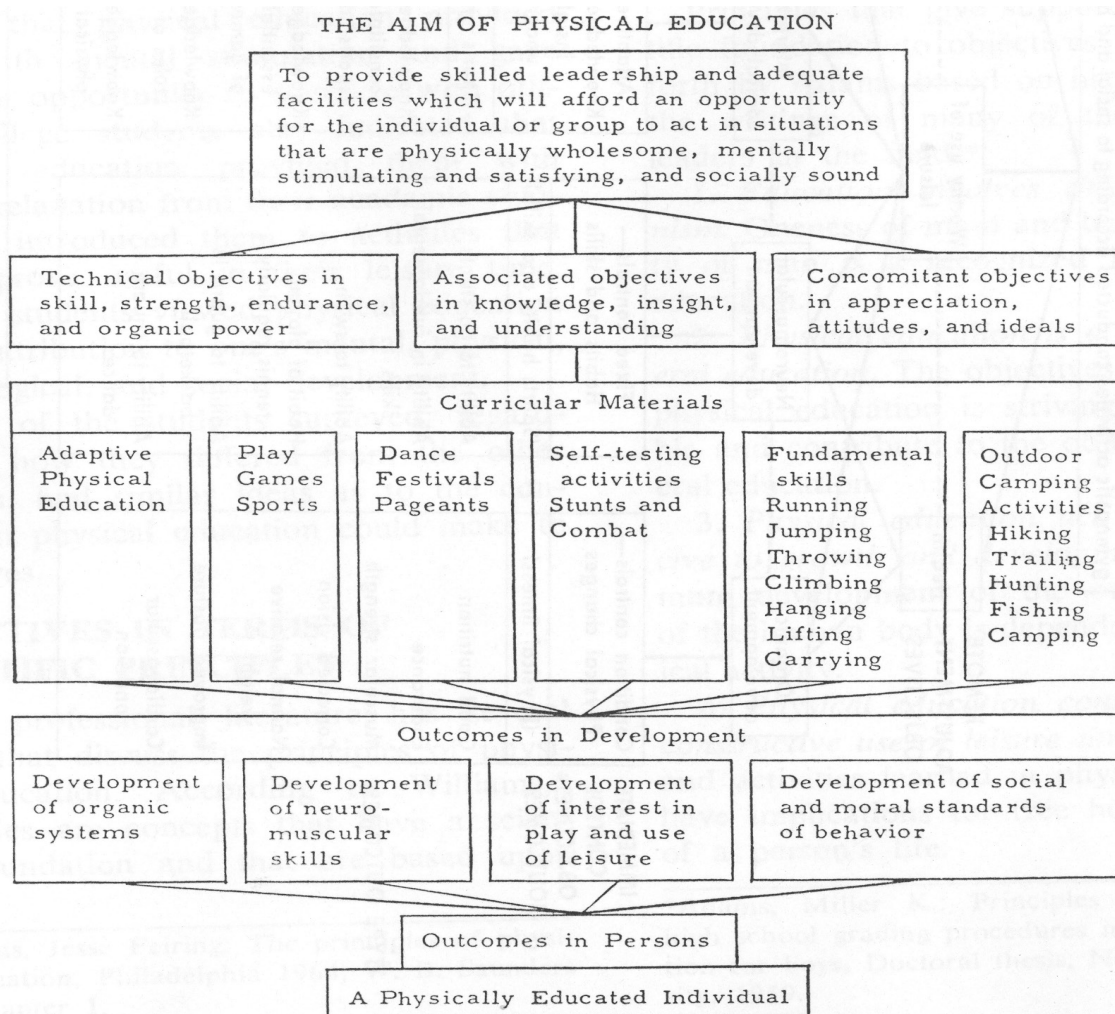 THE AIM OF PHYSICAL EDUCATION
To provide skilled leadership and adequate
facilities which will afford an opportunity
for the individual or group to act in situations
that are physically wholesome, mentally
stimulating and satisfying, and socially sound
Technical objectives in
skill, strength, endurance,
and organic power
Associated objectives
in knowledge, insight,
and understanding
Concomitant objective
in appreciation,
attitudes, and ideals
Curricular Materials
Adaptive
Physical
Education
Play
Games
Sports
Dance
Festivals
Pageants
Self-testing
activities
Stunts and
Combat
Fundamental
skills
Running
Jumping
Throwing
Climbing
Hanging
Lifting
Carrying
Outdoor
Camping
Activities
Hiking
Trailing
Hunting
Fishing
Camping
Outcomes in Development
Development
of organic
systems
Development
of neuro-
muscular
skills
Development
of interest in
play and use
of leisure
Development of social
and moral standards
of behavior
Outcomes in Persons
A Physically Educated Individual